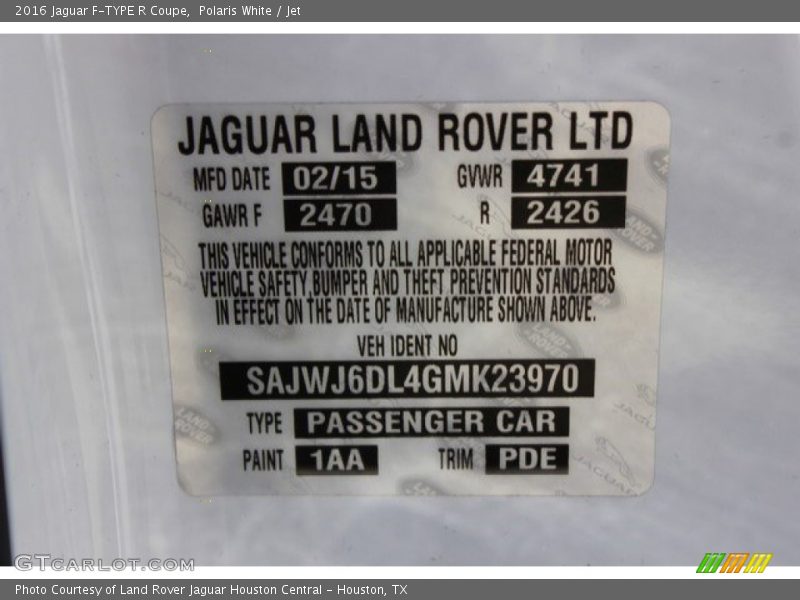 2016 Jaguar F-TYPE R Coupe, Polaris White / Jet
JAGUAR LAND ROVER LTD
MFD DATE 02/15 GVWR 4741
GAWR F 2470 R 2426
THIS VEHICLE CONFORMS TO ALL APPLICABLE FEDERAL MOTOR
VEHICLE SAFETY,BUMPER AND THEFT PREVENTION STANDARDS
IN EFFECT ON THE DATE OF MANUFACTURE SHOWN ABOVE.
VEH IDENT NO
SAJWJ6DL4GMK23970
TYPE PASSENGER CAR
PAINT 1AA TRIM PDE
GTCARLOT.COM
Photo Courtesy of Land Rover Jaguar Houston Central - Houston, TX